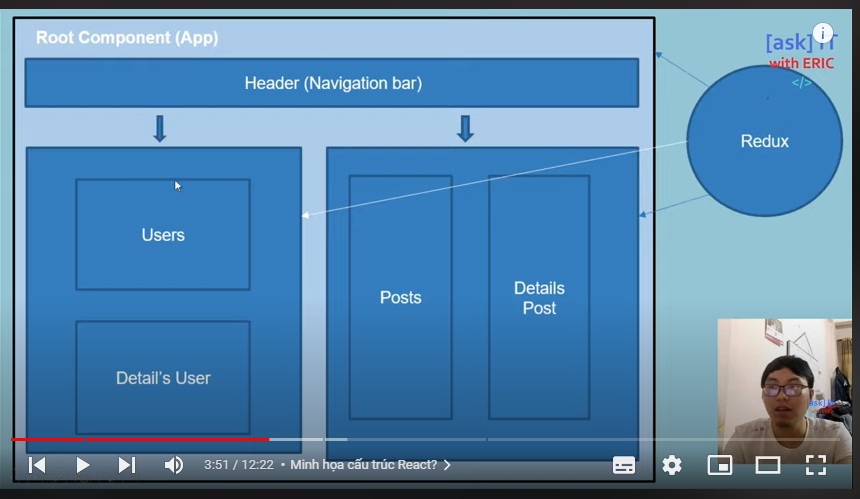 Root Component (App)
[ask] IT
with ERIC
</>
Header (Navigation bar)
Redux
Users
Posts
Details
Post
Detail's User
3:51 / 12:22 • Minh họa cấu trúc React? >